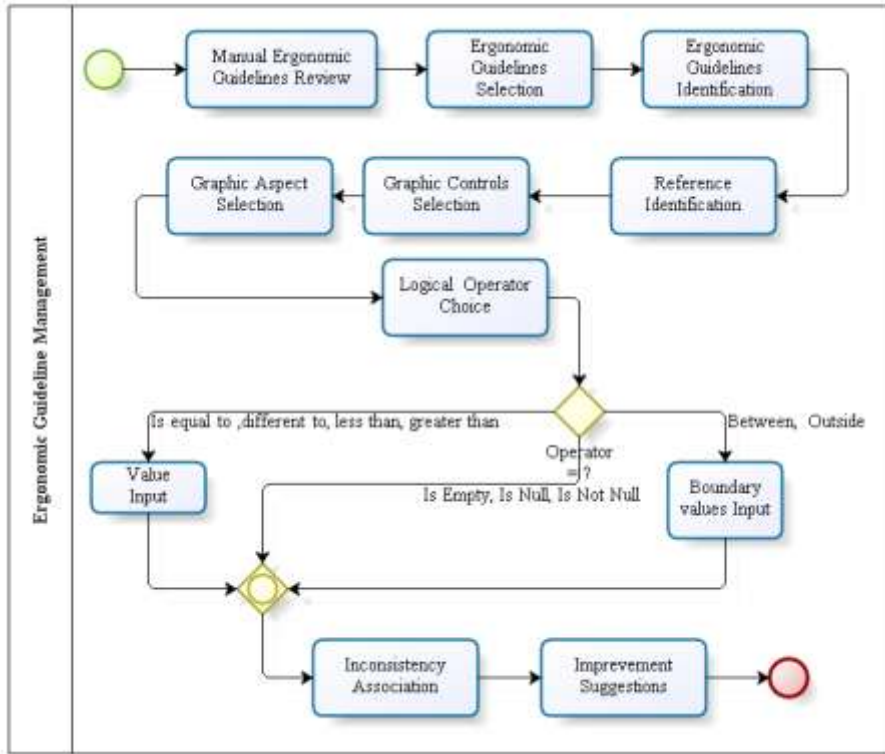 Ergonomic Guideline Management
Manual Ergonomic
Guidelines Review
Ergonomic
Guidelines
Selection
Ergonomic
Guidelines
Identification
Graphic Aspect
Selection
Graphic Controls
Selection
Reference
Identification
Logical Operator
Choice
Is equal to ,different to, less than, greater than
Between, Outside
Operator
= ?
Is Empty, Is Null, Is Not Null
Value
Input
Boundary
values Input
Inconsistency
Association
Imprevement
Suggestions